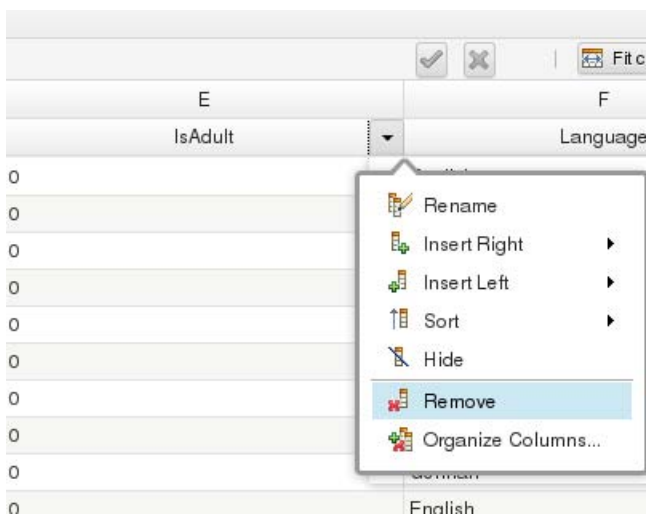 Fit c
E
F
IsAdult
Language
0
0
Rename
0
Insert Right
0
Insert Left
0
Sort
0
Hide
0
Remove
0
Organize Columns...
0
German
0
English